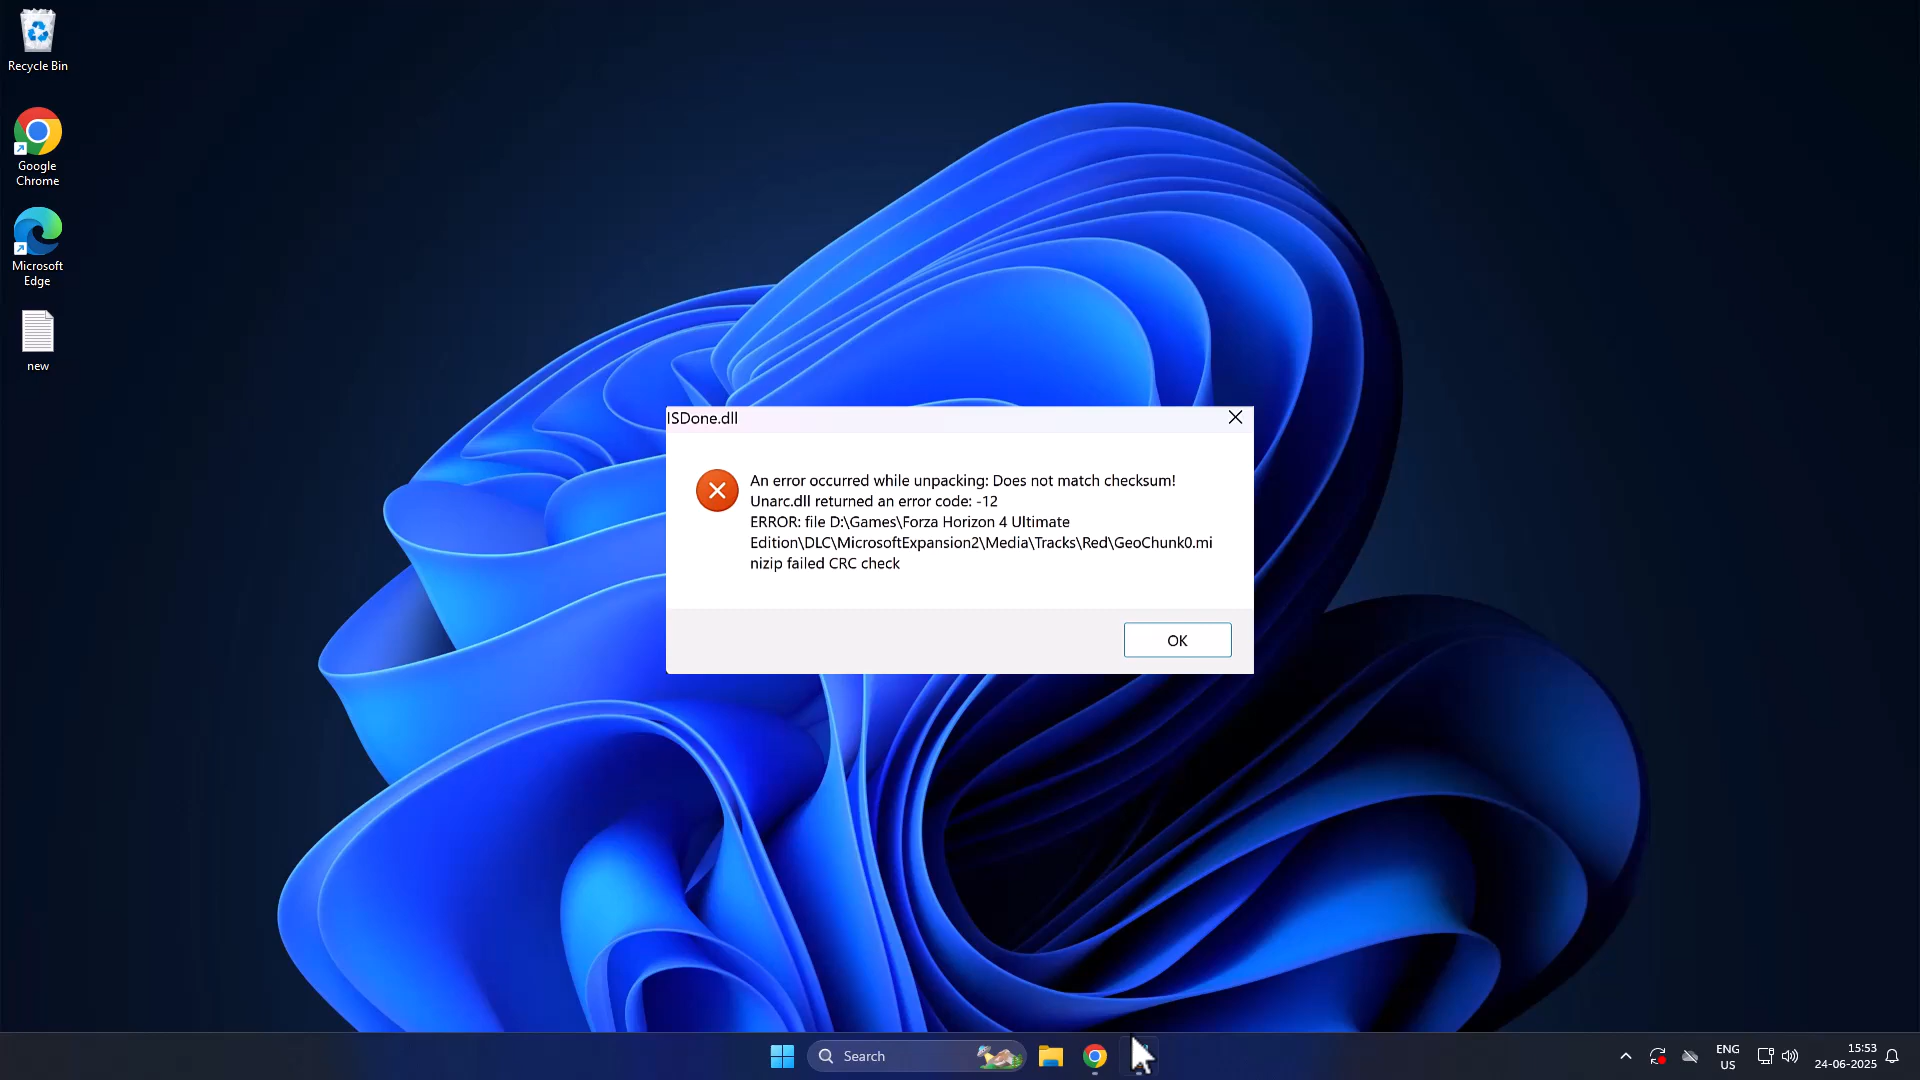 Recycle Bin
Google
Chrome
Microsoft
Edge
new
ISDone.dll
An error occurred while unpacking: Does not match checksum!
Unarc.dll returned an error code: -12
ERROR: file D:\Games\Forza Horizon 4 Ultimate
Edition\DLC\MicrosoftExpansion2\Media\Tracks\Red\GeoChunk0.mi
nizip failed CRC check
OK
Search
ENG
US
15:53
24-06-2025